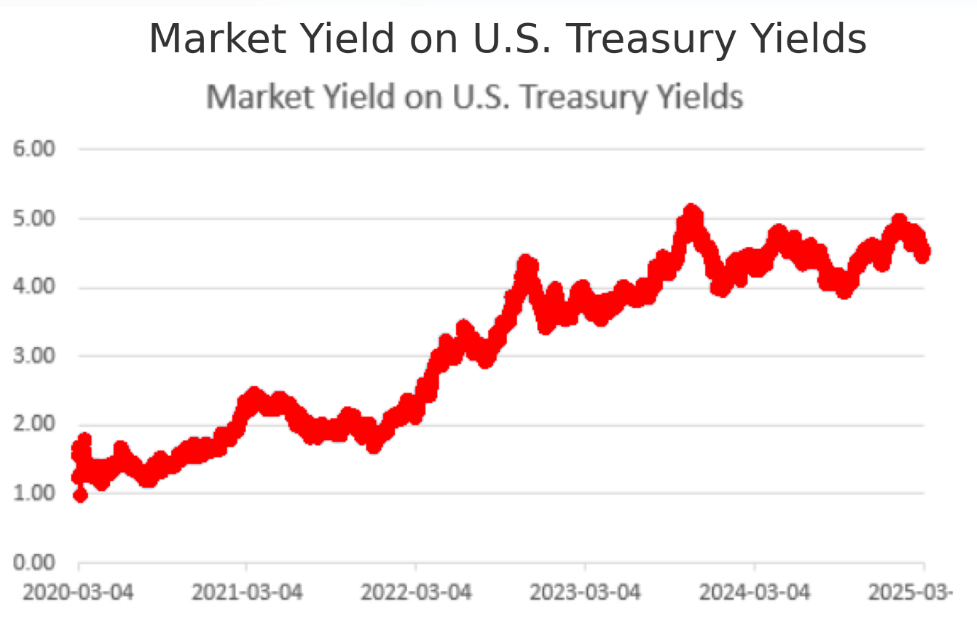 Market Yield on U.S. Treasury Yields
Market Yield on U.S. Treasury Yields
6.00
5.00
4.00
3.00
2.00
1.00
0.00
2020-03-04 2021-03-04 2022-03-04 2023-03-04 2024-03-04 2025-03-